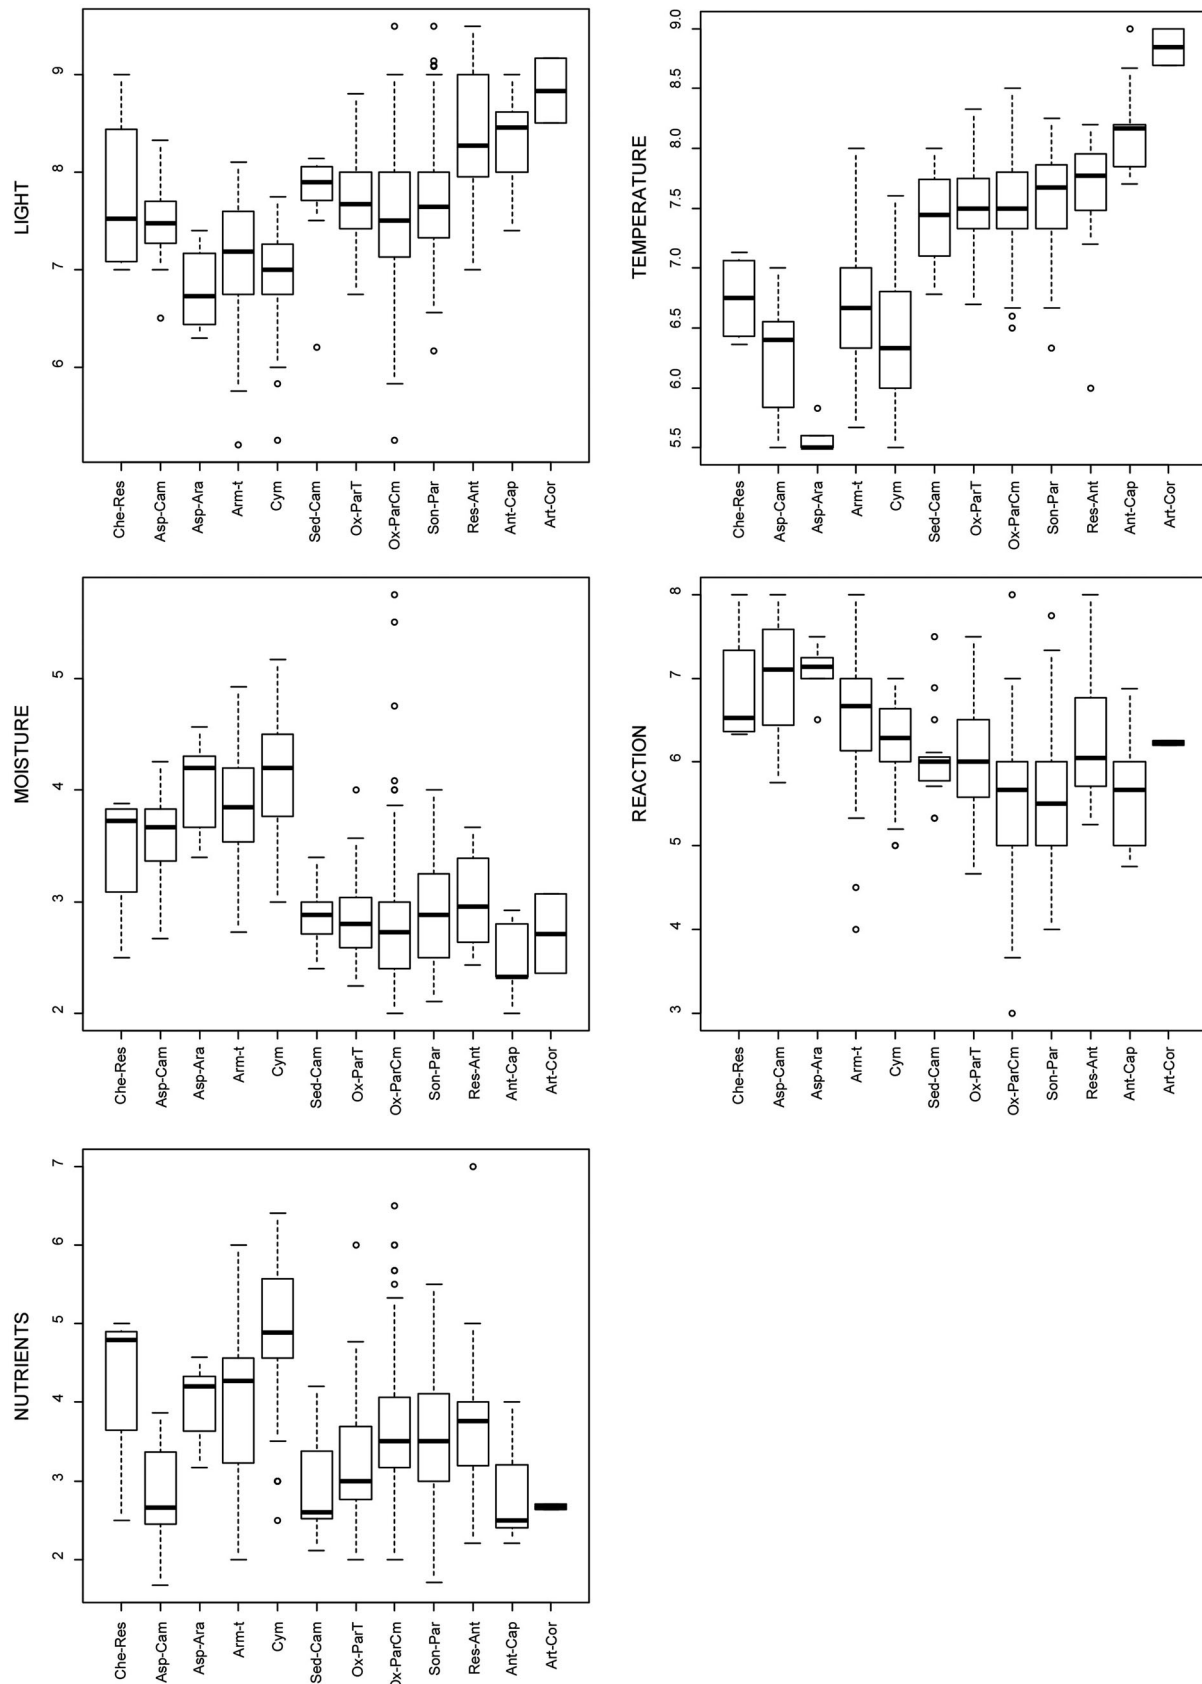 LIGHT
9
8
7
6
Che-Res
Asp-Cam
Asp-Ara
Arm-t
Cym
Sed-Cam
Ox-ParT
Ox-ParCm
Son-Par
Res-Ant
Ant-Cap
Art-Cor
TEMPERATURE
9.0
8.5
8.0
7.5
7.0
6.5
6.0
5.5
Che-Res
Asp-Cam
Asp-Ara
Arm-t
Cym
Sed-Cam
Ox-ParT
Ox-ParCm
Son-Par
Res-Ant
Ant-Cap
Art-Cor
MOISTURE
5
4
3
2
Che-Res
Asp-Cam
Asp-Ara
Arm-t
Cym
Sed-Cam
Ox-ParT
Ox-ParCm
Son-Par
Res-Ant
Ant-Cap
Art-Cor
REACTION
8
7
6
5
4
3
Che-Res
Asp-Cam
Asp-Ara
Arm-t
Cym
Sed-Cam
Ox-ParT
Ox-ParCm
Son-Par
Res-Ant
Ant-Cap
Art-Cor
NUTRIENTS
7
6
5
4
3
2
Che-Res
Asp-Cam
Asp-Ara
Arm-t
Cym
Sed-Cam
Ox-ParT
Ox-ParCm
Son-Par
Res-Ant
Ant-Cap
Art-Cor